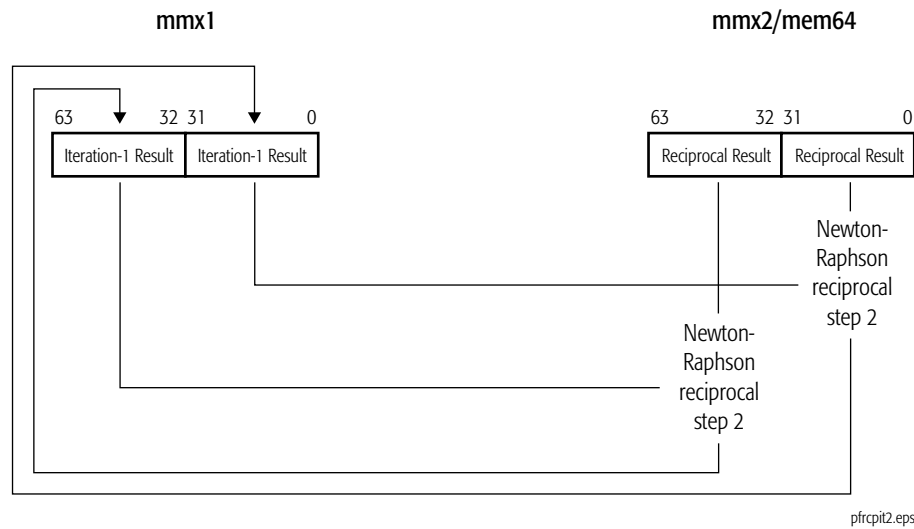 mmx1 mmx2/mem64
63 32 31 0 63 32 31 0
Iteration-1 Result Iteration-1 Result Reciprocal Result Reciprocal Result
Newton-
Raphson
reciprocal
step 2
Newton-
Raphson
reciprocal
step 2
pfrcpit2.eps